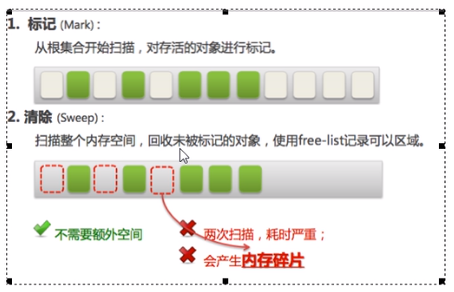 1. 标记 (Mark)：
从根集合开始扫描，对存活的对象进行标记。
2. 清除 (Sweep)：
扫描整个内存空间，回收未被标记的对象，使用free-list记录可以区域。
不需要额外空间
两次扫描，耗时严重；
会产生内存碎片